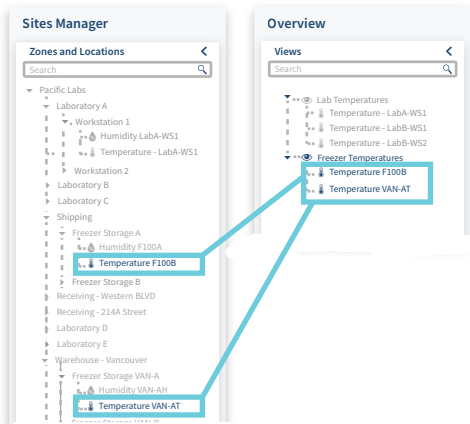 Sites Manager
Zones and Locations
Search
Pacific Labs
Laboratory A
Workstation 1
Humidity LabA-WS1
Temperature - LabA-WS1
Workstation 2
Laboratory B
Laboratory C
Shipping
Freezer Storage A
Humidity F100A
Temperature F100B
Freezer Storage B
Receiving - Western BLVD
Receiving - 214A Street
Laboratory D
Laboratory E
Warehouse - Vancouver
Freezer Storage VAN-A
Humidity VAN-AH
Temperature VAN-AT
Freezer Storage VAN-B
Overview
Views
Search
Lab Temperatures
Temperature - LabA-WS1
Temperature - LabB-WS1
Temperature - LabB-WS2
Freezer Temperatures
Temperature F100B
Temperature VAN-AT